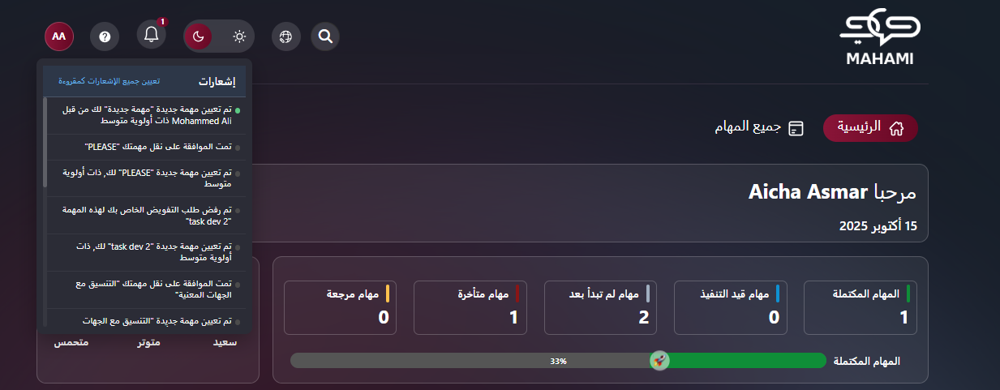 مهمتي
MAHAMI
1
AA
الرئيسية
جميع المهام
إشعارات
تعيين جميع الإشعارات كمقروءة
تم تعيين مهمة جديدة "مهمة جديدة" لك من قبل
Mohammed Ali ذات أولوية متوسط
تمت الموافقة على نقل مهمتك "PLEASE"
تم تعيين مهمة جديدة "PLEASE" لك, ذات أولوية
متوسط
تم رفض طلب التفويض الخاص بك لهذه المهمة
"task dev 2"
تم تعيين مهمة جديدة "task dev 2" لك, ذات
أولوية متوسط
تمت الموافقة على نقل مهمتك "التنسيق مع
الجهات المعنية"
تم تعيين مهمة جديدة "التنسيق مع الجهات
مرحبا Aicha Asmar
15 أكتوبر 2025
المهام المكتملة
1
مهام قيد التنفيذ
0
مهام لم تبدأ بعد
2
مهام متأخرة
1
مهام مرجعة
0
المهام المكتملة
33%
سعيد
متوتر
متحمس